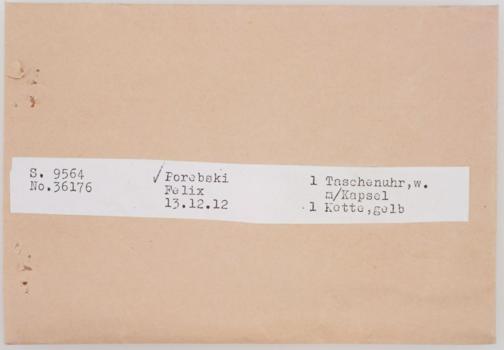 S. 9564
No.36176
✓Porebski
Felix
13.12.12
1 Taschenuhr,w.
m/Kapsel
1 Kette,gelb